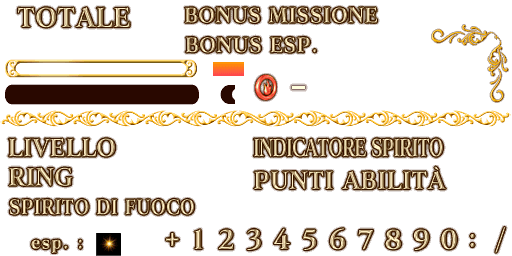 TOTALE
BONUS MISSIONE
BONUS ESP.
LIVELLO
INDICATORE SPIRITO
RING
PUNTI ABILITÀ
SPIRITO DI FUOCO
esp. :
+ 1 2 3 4 5 6 7 8 9 0 : /